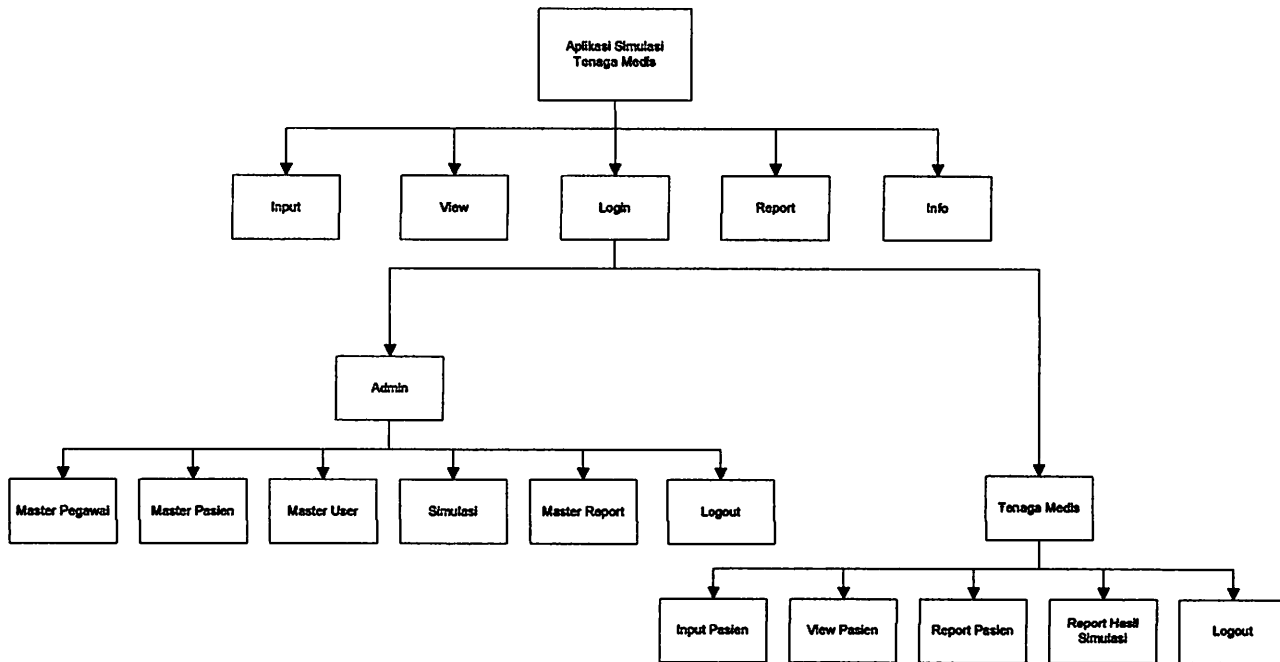 Aplikasi Simulasi
Tenaga Medis
Input
View
Login
Report
Info
Admin
Master Pegawai
Master Pasien
Master User
Simulasi
Master Report
Logout
Tenaga Medis
Input Pasien
View Pasien
Report Pasien
Report Hasil
Simulasi
Logout